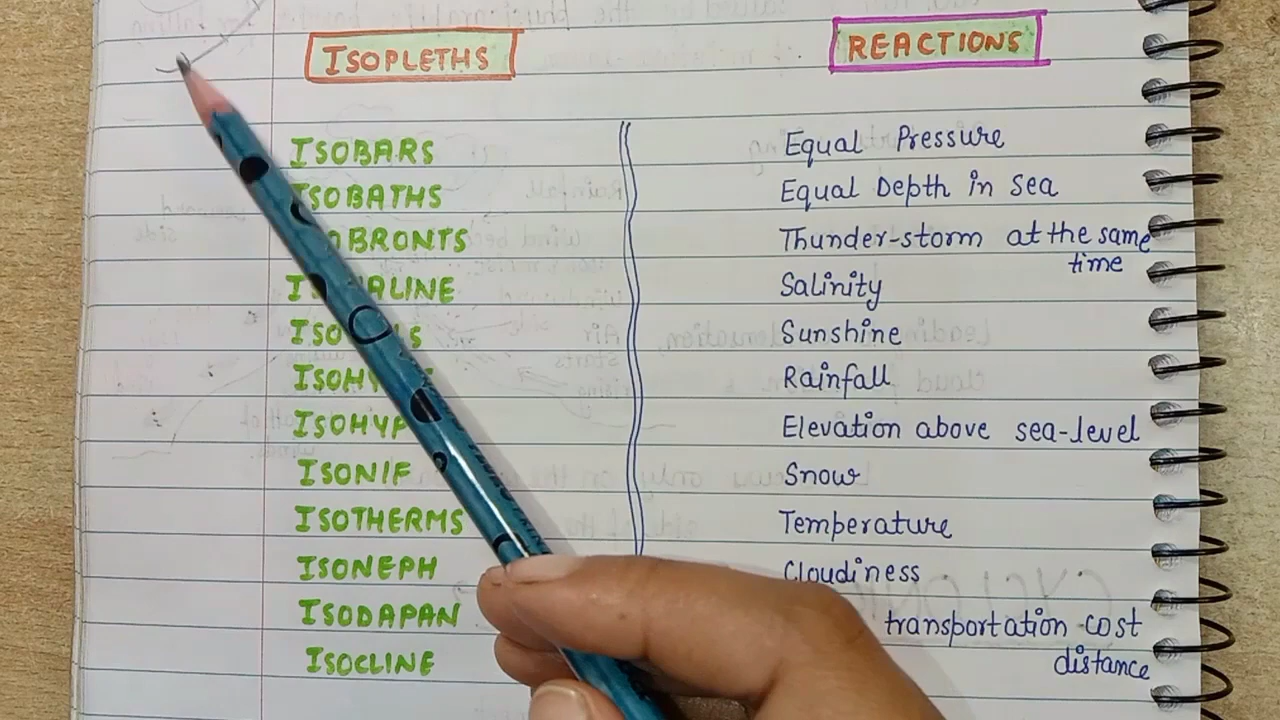 ISOPLETHS REACTIONS
ISOBARS Equal Pressure
ISOBATHS Equal Depth in Sea
Thunder-storm at the same
time
Salinity
Sunshine
Rainfall
Elevation above sea-level
ISONIF Snow
ISOTHERMS Temperature
ISONEPH Cloudiness
ISODAPAN transportation cost
ISOCLINE distance